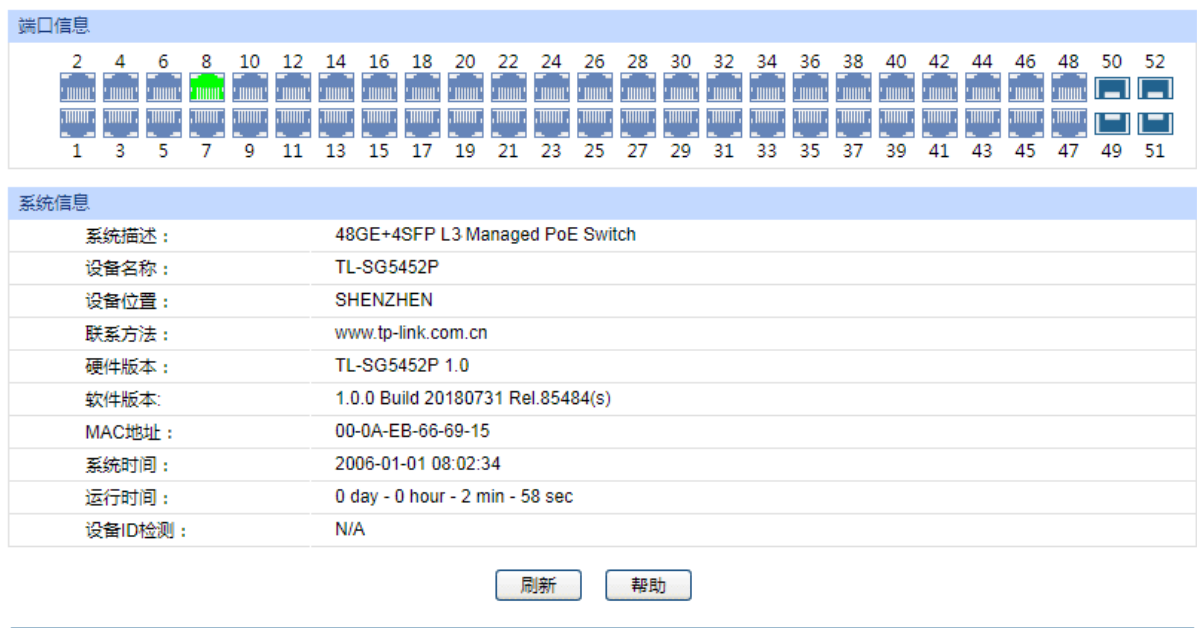 端口信息
2 4 6 8 10 12 14 16 18 20 22 24 26 28 30 32 34 36 38 40 42 44 46 48 50 52
1 3 5 7 9 11 13 15 17 19 21 23 25 27 29 31 33 35 37 39 41 43 45 47 49 51
系统信息
系统描述： 48GE+4SFP L3 Managed PoE Switch
设备名称： TL-SG5452P
设备位置： SHENZHEN
联系方法： www.tp-link.com.cn
硬件版本： TL-SG5452P 1.0
软件版本: 1.0.0 Build 20180731 Rel.85484(s)
MAC地址： 00-0A-EB-66-69-15
系统时间： 2006-01-01 08:02:34
运行时间： 0 day - 0 hour - 2 min - 58 sec
设备ID检测： N/A
刷新 帮助